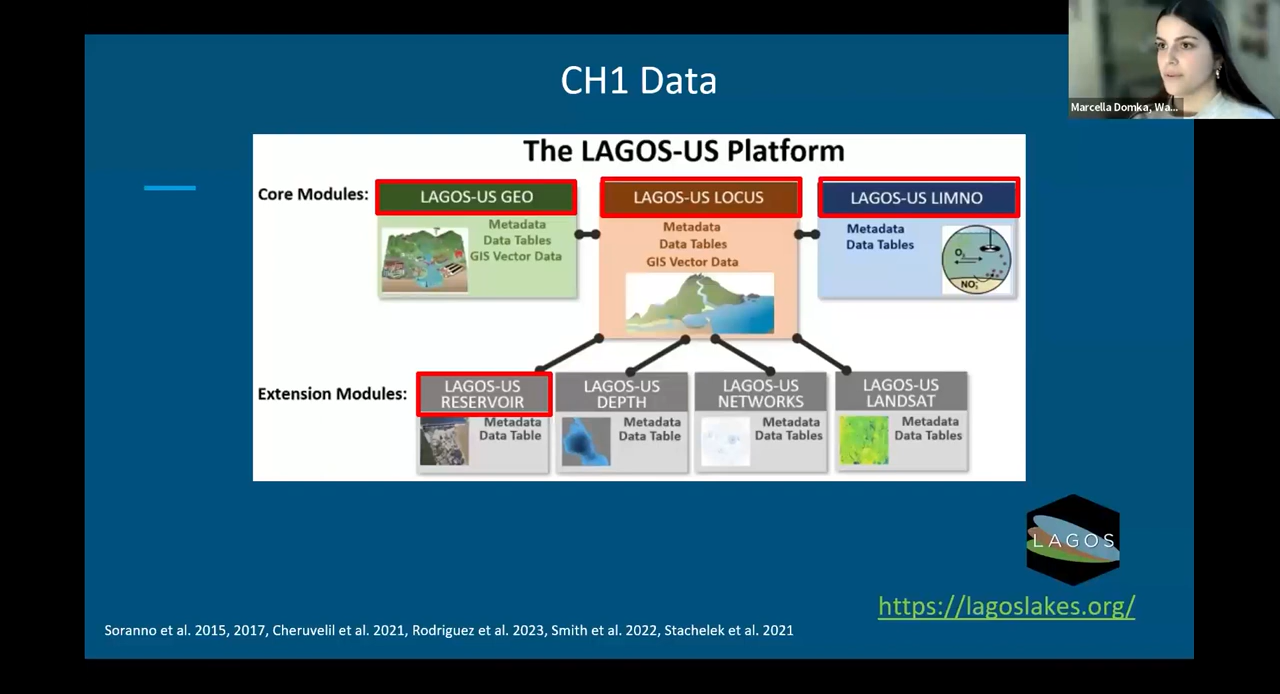 CH1 Data
Marcella Domka, Wa...
The LAGOS-US Platform
Core Modules:
LAGOS-US GEO
Metadata
Data Tables
GIS Vector Data
LAGOS-US LOCUS
Metadata
Data Tables
GIS Vector Data
LAGOS-US LIMNO
Metadata
Data Tables
O₂
NO₃⁻
Extension Modules:
LAGOS-US
RESERVOIR
Metadata
Data Table
LAGOS-US
DEPTH
Metadata
Data Table
LAGOS-US
NETWORKS
Metadata
Data Tables
LAGOS-US
LANDSAT
Metadata
Data Tables
LAGOS
https://lagoslakes.org/
Soranno et al. 2015, 2017, Cheruvelil et al. 2021, Rodriguez et al. 2023, Smith et al. 2022, Stachelek et al. 2021